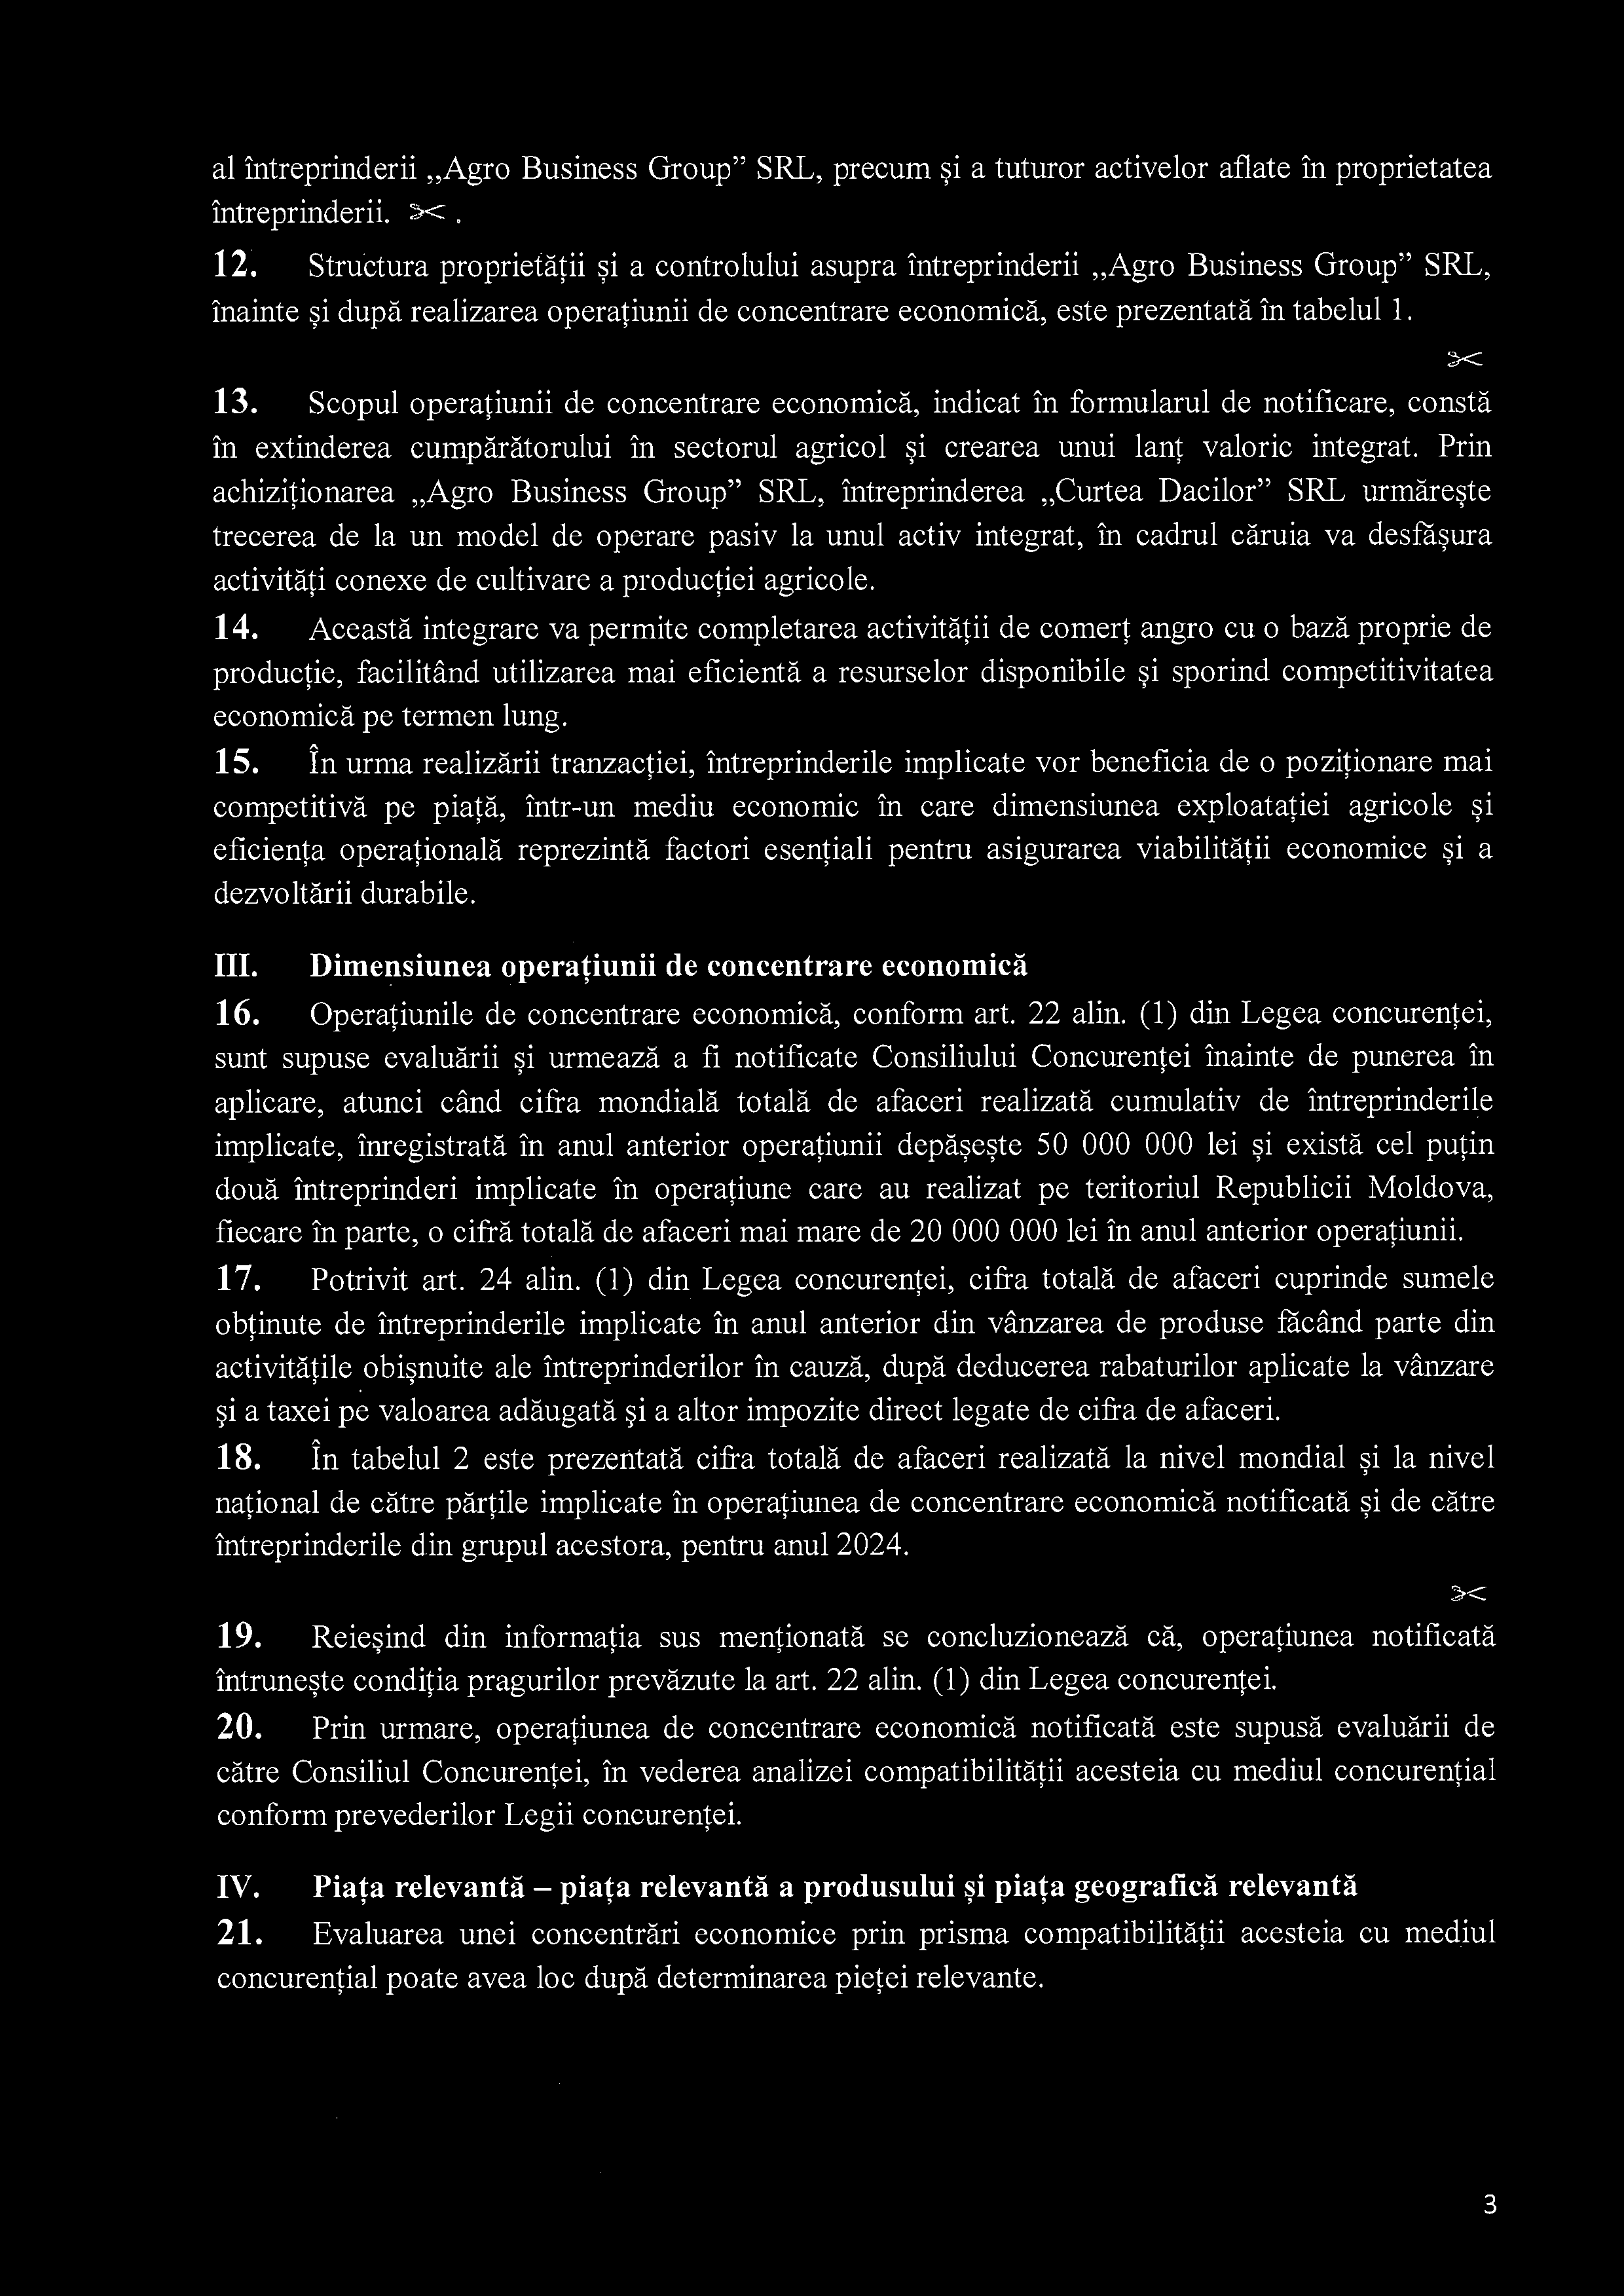 al întreprinderii „Agro Business Group” SRL, precum și a tuturor activelor aflate în proprietatea
întreprinderii. ✂ .
12. Structura proprietății și a controlului asupra întreprinderii „Agro Business Group” SRL,
înainte și după realizarea operațiunii de concentrare economică, este prezentată în tabelul 1.
✂
13. Scopul operațiunii de concentrare economică, indicat în formularul de notificare, constă
în extinderea cumpărătorului în sectorul agricol și crearea unui lanț valoric integrat. Prin
achiziționarea „Agro Business Group” SRL, întreprinderea „Curtea Dacilor” SRL urmărește
trecerea de la un model de operare pasiv la unul activ integrat, în cadrul căruia va desfășura
activități conexe de cultivare a producției agricole.
14. Această integrare va permite completarea activității de comerț angro cu o bază proprie de
producție, facilitând utilizarea mai eficientă a resurselor disponibile și sporind competitivitatea
economică pe termen lung.
15. În urma realizării tranzacției, întreprinderile implicate vor beneficia de o poziționare mai
competitivă pe piață, într-un mediu economic în care dimensiunea exploatației agricole și
eficiența operațională reprezintă factori esențiali pentru asigurarea viabilității economice și a
dezvoltării durabile.
III. Dimensiunea operațiunii de concentrare economică
16. Operațiunile de concentrare economică, conform art. 22 alin. (1) din Legea concurenței,
sunt supuse evaluării și urmează a fi notificate Consiliului Concurenței înainte de punerea în
aplicare, atunci când cifra mondială totală de afaceri realizată cumulativ de întreprinderile
implicate, înregistrată în anul anterior operațiunii depășește 50 000 000 lei și există cel puțin
două întreprinderi implicate în operațiune care au realizat pe teritoriul Republicii Moldova,
fiecare în parte, o cifră totală de afaceri mai mare de 20 000 000 lei în anul anterior operațiunii.
17. Potrivit art. 24 alin. (1) din Legea concurenței, cifra totală de afaceri cuprinde sumele
obținute de întreprinderile implicate în anul anterior din vânzarea de produse făcând parte din
activitățile obișnuite ale întreprinderilor în cauză, după deducerea rabaturilor aplicate la vânzare
și a taxei pe valoarea adăugată și a altor impozite direct legate de cifra de afaceri.
18. În tabelul 2 este prezentată cifra totală de afaceri realizată la nivel mondial și la nivel
național de către părțile implicate în operațiunea de concentrare economică notificată și de către
întreprinderile din grupul acestora, pentru anul 2024.
✂
19. Reieșind din informația sus menționată se concluzionează că, operațiunea notificată
întrunește condiția pragurilor prevăzute la art. 22 alin. (1) din Legea concurenței.
20. Prin urmare, operațiunea de concentrare economică notificată este supusă evaluării de
către Consiliul Concurenței, în vederea analizei compatibilității acesteia cu mediul concurențial
conform prevederilor Legii concurenței.
IV. Piața relevantă – piața relevantă a produsului și piața geografică relevantă
21. Evaluarea unei concentrări economice prin prisma compatibilității acesteia cu mediul
concurențial poate avea loc după determinarea pieței relevante.
3